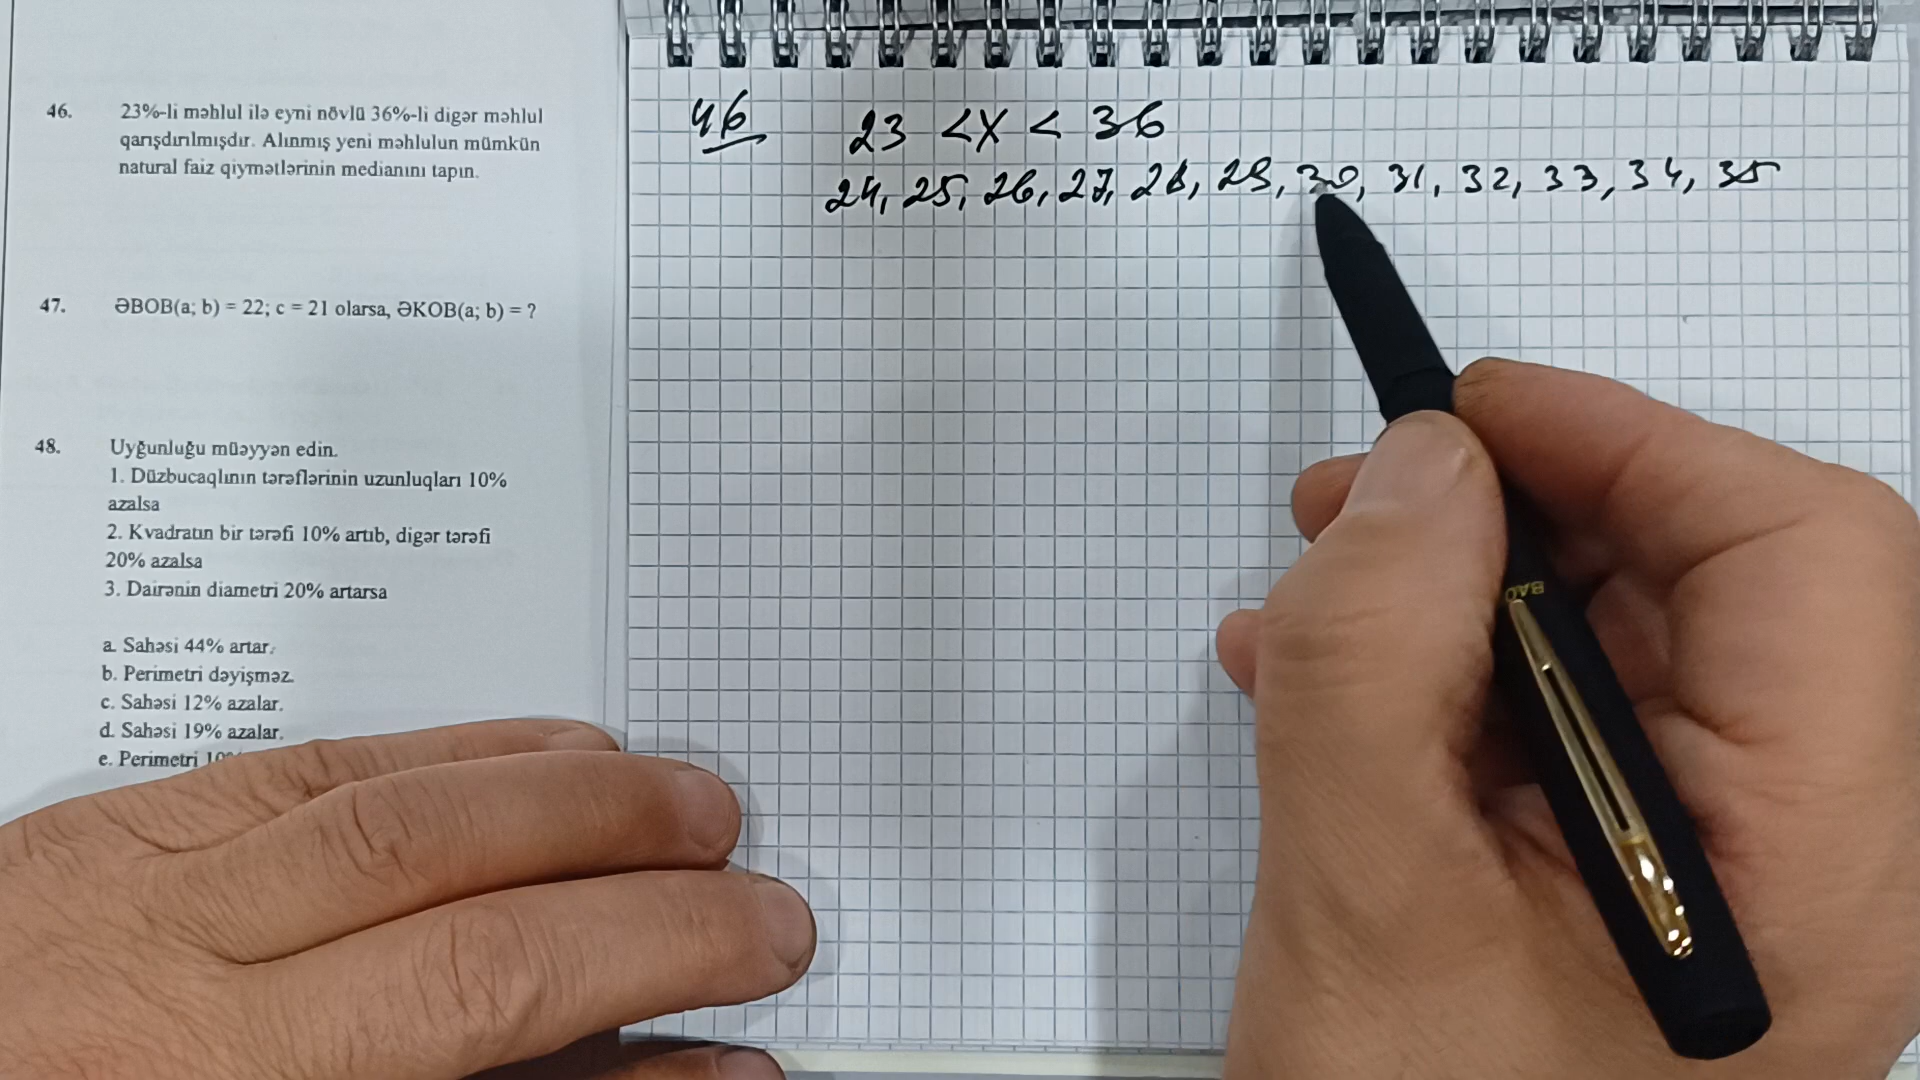 46. 23%-li məhlul ilə eyni növlü 36%-li digər məhlul
qarışdırılmışdır. Alınmış yeni məhlulun mümkün
natural faiz qiymətlərinin medianını tapın.
47. ƏBOB(a; b) = 22; c = 21 olarsa, ƏKOB(a; b) = ?
48. Uyğunluğu müəyyən edin.
1. Düzbucaqlının tərəflərinin uzunluqları 10%
azalsa
2. Kvadratın bir tərəfi 10% artıb, digər tərəfi
20% azalsa
3. Dairənin diametri 20% artarsa
a. Sahəsi 44% artar.
b. Perimetri dəyişməz.
c. Sahəsi 12% azalar.
d. Sahəsi 19% azalar.
e. Perimetri
46 23 < X < 36
24, 25, 26, 27, 28, 29, 30, 31, 32, 33, 34, 35